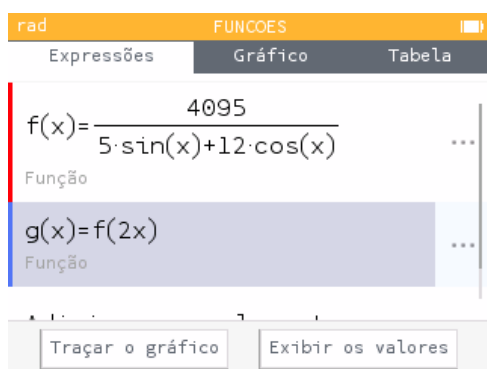 rad FUNCOES
Expressões Gráfico Tabela
f(x)=4095/(5·sin(x)+12·cos(x))
...
Função
g(x)=f(2x)
...
Função
Traçar o gráfico Exibir os valores